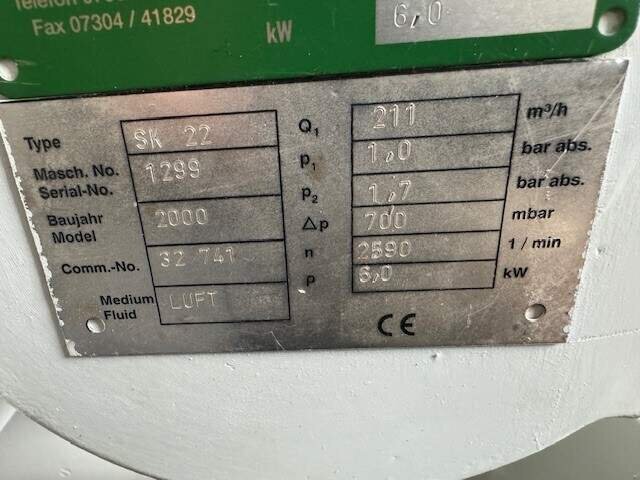 Fax 07304 / 41829
kW 6,0
Type SK 22 Q1 211 m³/h
Masch. No. Serial-No. 1299 p1 1,0 bar abs.
p2 1,7 bar abs.
Baujahr Model 2000 Δp 700 mbar
Comm.-No. 32 741 n 2590 1 / min
Medium Fluid LUFT p 6,0 kW
CE